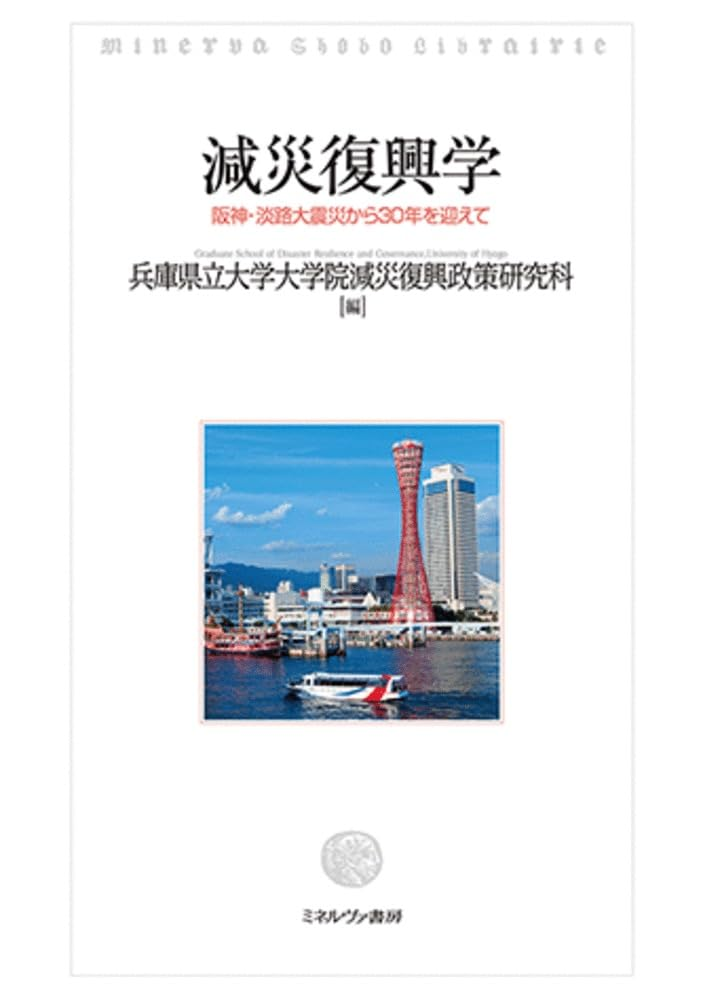 Minerva Shobo Librairie
減災復興学
阪神・淡路大震災から30年を迎えて
Graduate School of Disaster Resilience and Governance, University of Hyogo
兵庫県立大学大学院減災復興政策研究科
[編]
ミネルヴァ書房